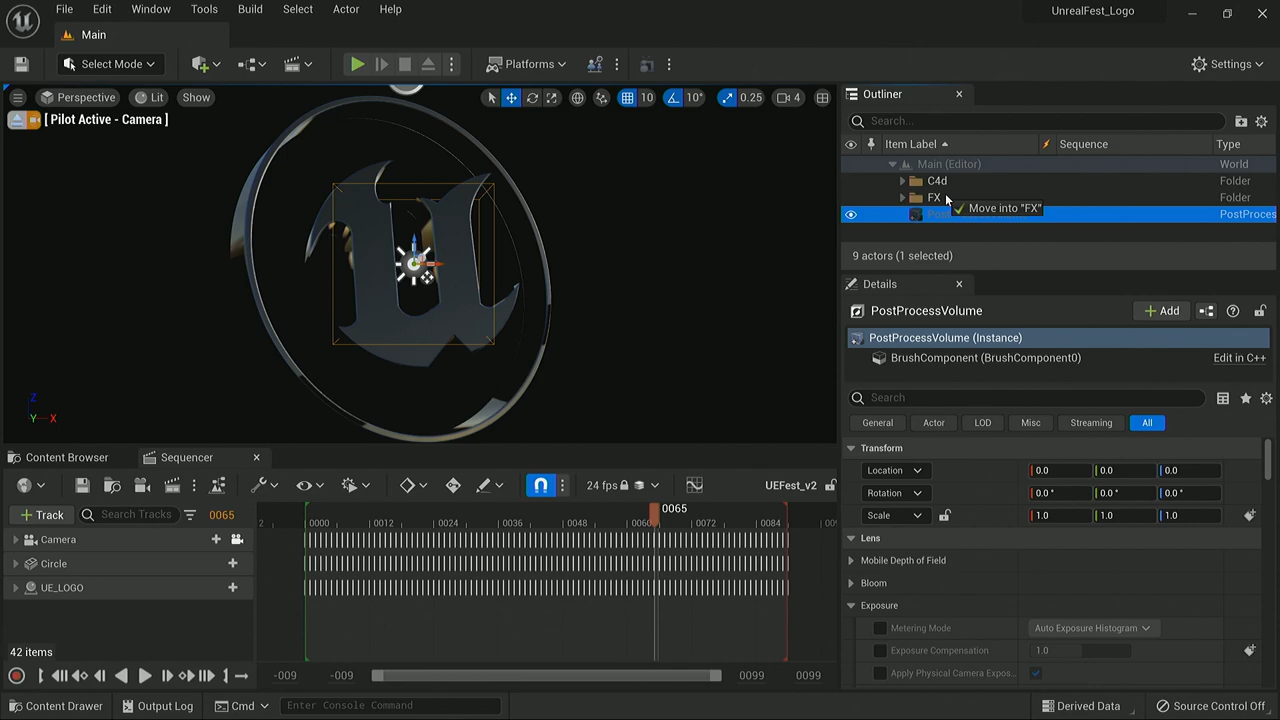 File Edit Window Tools Build Select Actor Help
UnrealFest_Logo
Main
Select Mode
Platforms
Settings
Perspective
Lit
Show
10
10°
0.25
4
[ Pilot Active - Camera ]
Z
Y
X
Outliner
Search...
Item Label
Sequence
Type
Main (Editor)
World
C4d
Folder
FX
Folder
Move into "FX"
PostProces
9 actors (1 selected)
Details
PostProcessVolume
Add
PostProcessVolume (Instance)
BrushComponent (BrushComponent0)
Edit in C++
Search
General
Actor
LOD
Misc
Streaming
All
Transform
Location
0.0
0.0
0.0
Rotation
0.0 °
0.0 °
0.0 °
Scale
1.0
1.0
1.0
Lens
Mobile Depth of Field
Bloom
Exposure
Metering Mode
Auto Exposure Histogram
Exposure Compensation
1.0
Apply Physical Camera Expos...
Content Browser
Sequencer
24 fps
UEFest_v2
Track
Search Tracks
0065
0065
2
0000
0012
0024
0036
0048
0060
0072
0084
Camera
Circle
UE_LOGO
42 items
-009
-009
0099
0099
Content Drawer
Output Log
Cmd
Enter Console Command
Derived Data
Source Control Off